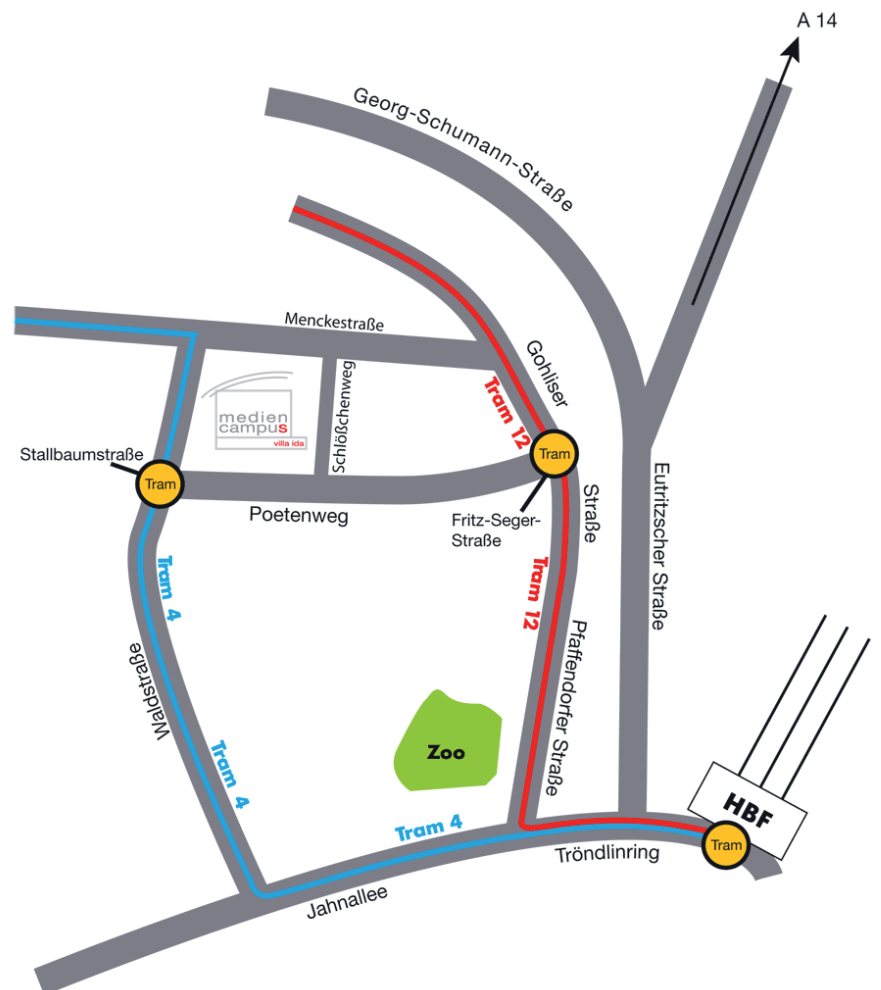 A 14
Georg-Schumann-Straße
Menckestraße
Gohliser
Tram 12
Schlößchenweg
medien
campus
villa ida
Stallbaumstraße
Tram
Tram
Poetenweg
Fritz-Seger-
Straße
Straße
Eutritzscher Straße
Tram 4
Tram 12
Pfaffendorfer Straße
Waldstraße
Tram 4
Zoo
HBF
Tram 4
Tram
Tröndlinring
Jahnallee